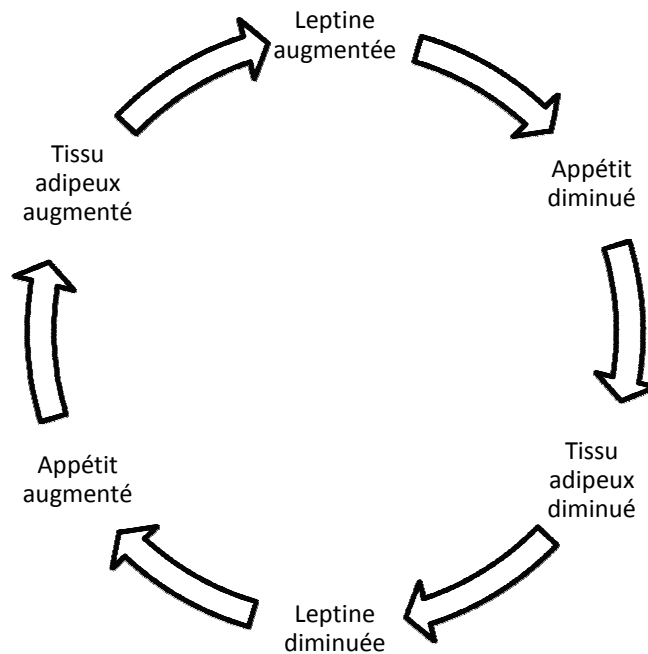 Leptine
augmentée
Appétit
diminué
Tissu
adipeux
diminué
Leptine
diminuée
Appétit
augmenté
Tissu
adipeux
augmenté